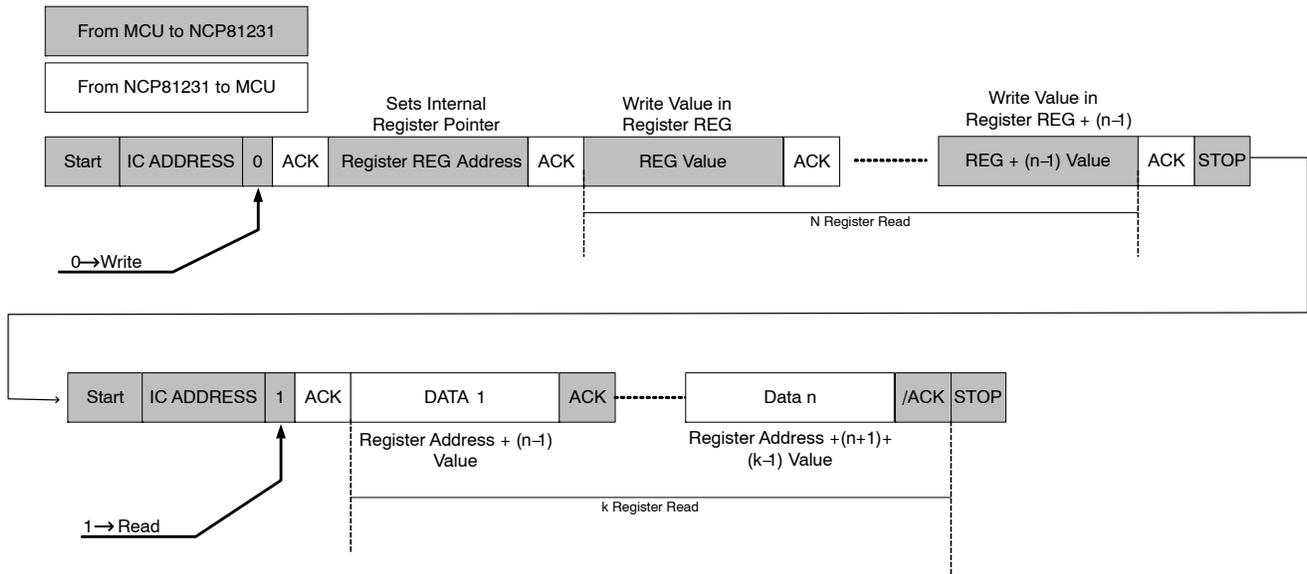 From MCU to NCP81231
From NCP81231 to MCU
Sets Internal
Register Pointer
Write Value in
Register REG
Write Value in
Register REG + (n–1)
Start IC ADDRESS 0 ACK Register REG Address ACK REG Value ACK REG + (n–1) Value ACK STOP
N Register Read
0→Write
Start IC ADDRESS 1 ACK DATA 1 ACK Data n /ACK STOP
Register Address + (n–1)
Value
Register Address +(n+1)+
(k–1) Value
k Register Read
1→Read